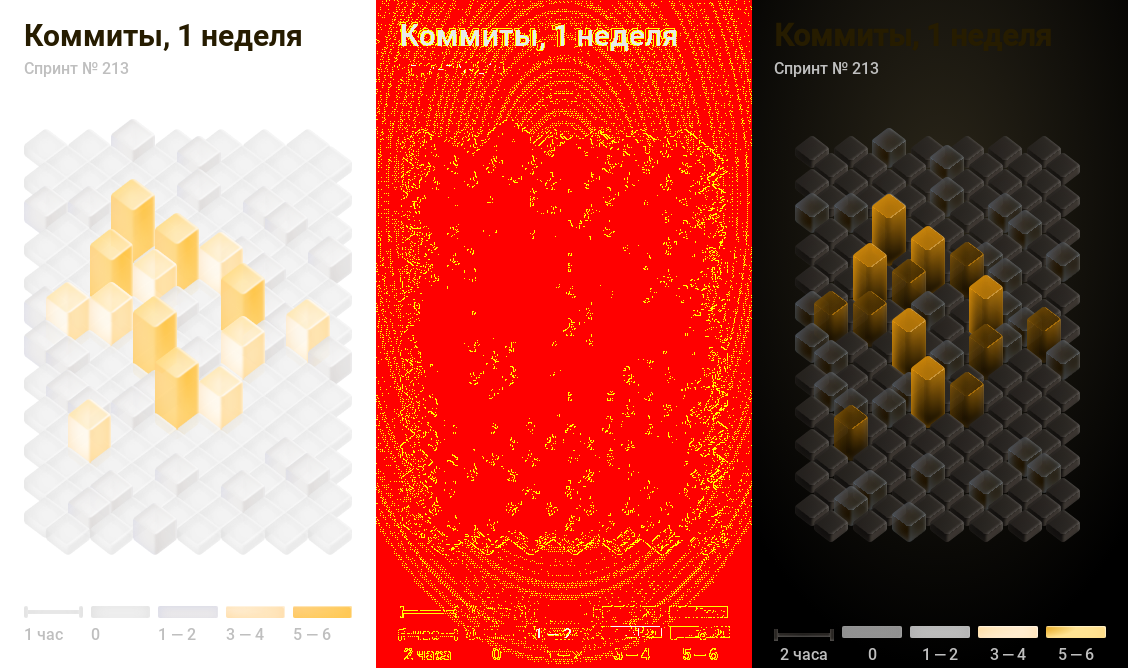 Коммиты, 1 неделя
Спринт № 213
1 час 0 1 — 2 3 — 4 5 — 6
Коммиты, 1 неделя
2 часа 0 1 — 2 3 — 4 5 — 6
Коммиты, 1 неделя
Спринт № 213
2 часа 0 1 — 2 3 — 4 5 — 6